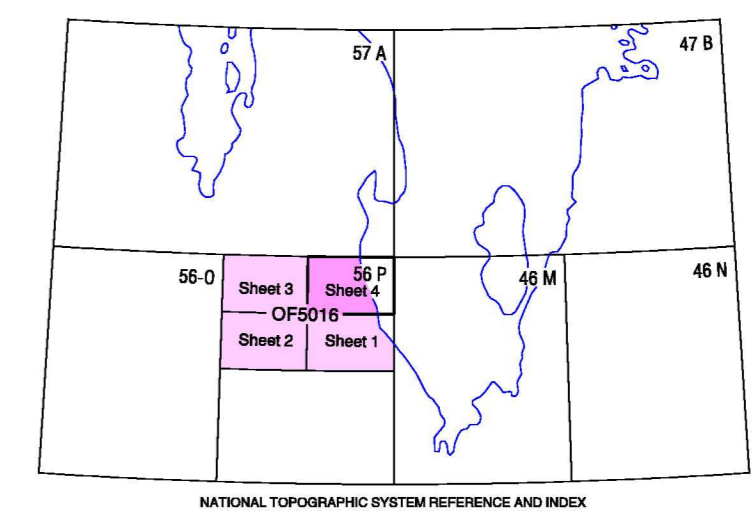 57 A
47 B
56-O
56 P
46 M
46 N
Sheet 3
Sheet 4
OF5016
Sheet 2
Sheet 1
NATIONAL TOPOGRAPHIC SYSTEM REFERENCE AND INDEX